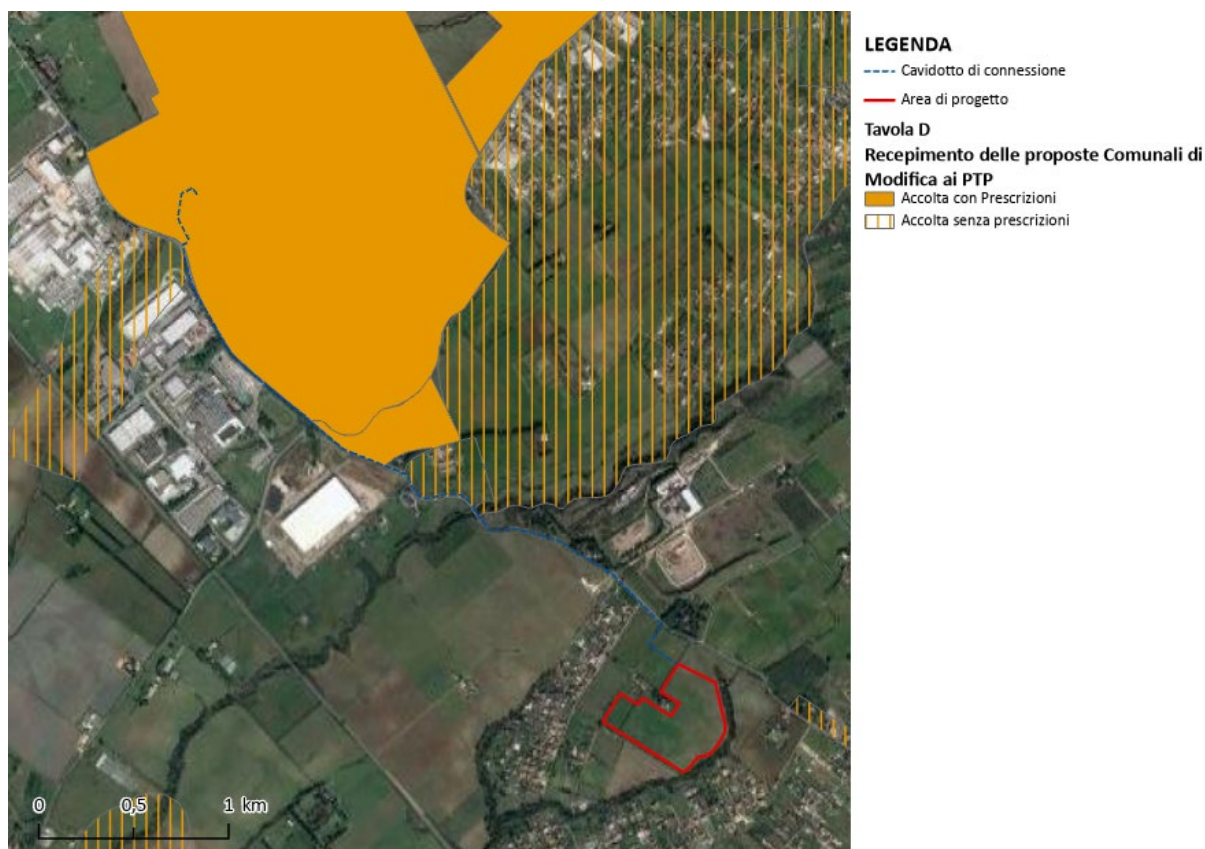 LEGENDA
Cavidotto di connessione
Area di progetto
Tavola D
Recepimento delle proposte Comunali di
Modifica ai PTP
Accolta con Prescrizioni
Accolta senza prescrizioni
0 0,5 1 km